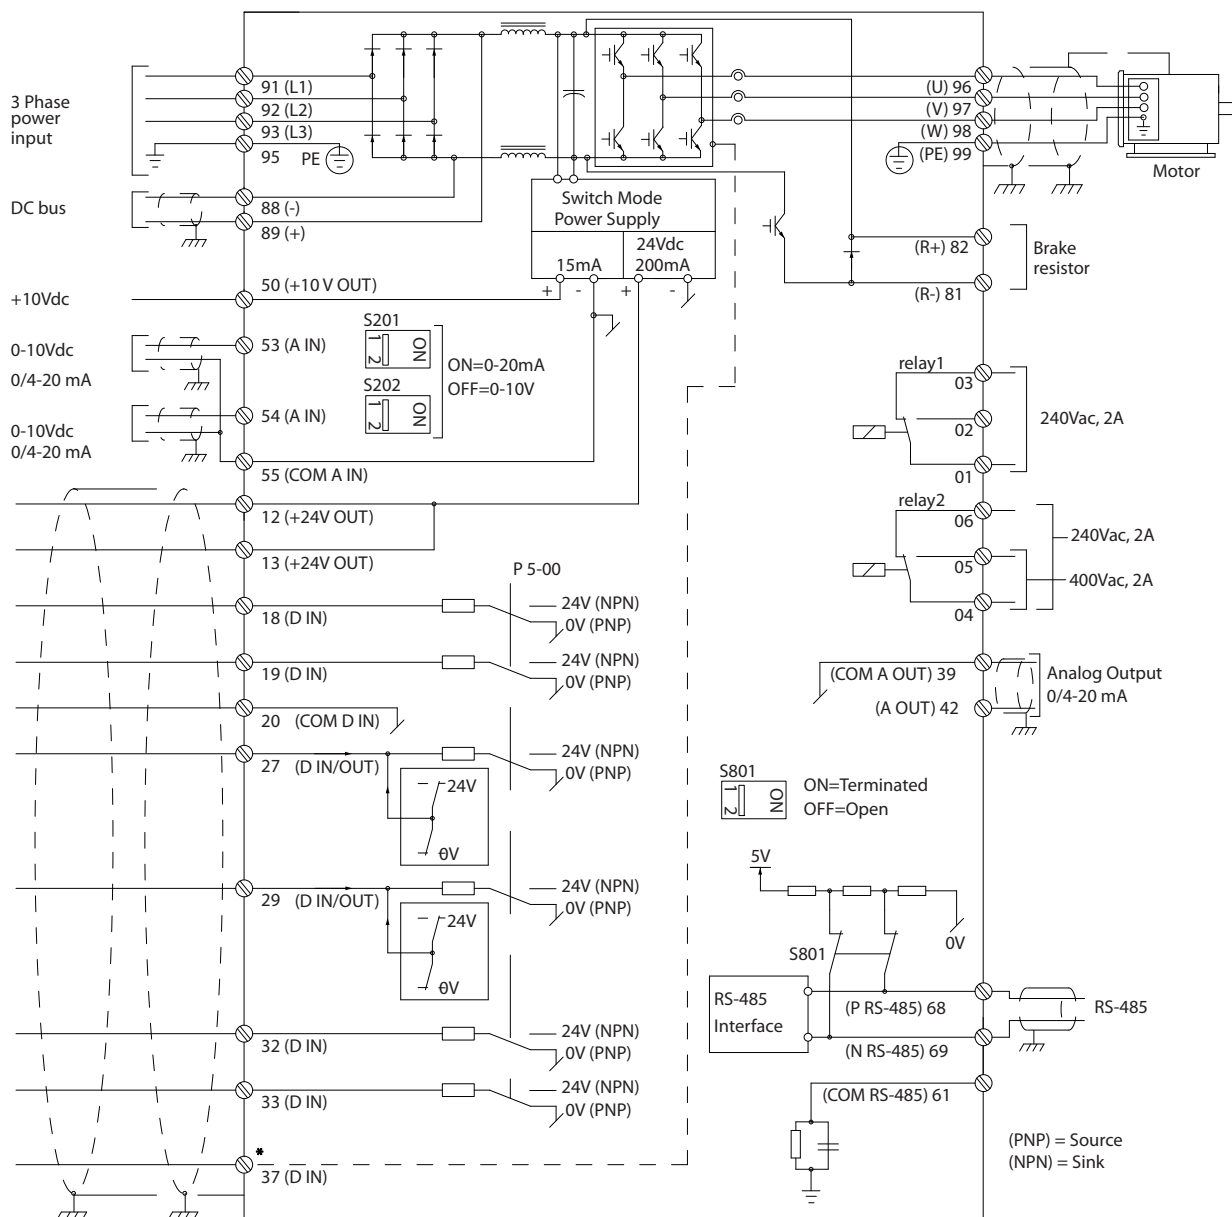 3 Phase
power
input
91 (L1)
92 (L2)
93 (L3)
95
PE
DC bus
88 (-)
89 (+)
+10Vdc
50 (+10 V OUT)
0-10Vdc
0/4-20 mA
53 (A IN)
S201
1 2
ON
ON=0-20mA
OFF=0-10V
S202
1 2
ON
0-10Vdc
0/4-20 mA
54 (A IN)
55 (COM A IN)
12 (+24V OUT)
13 (+24V OUT)
Switch Mode
Power Supply
24Vdc
15mA
200mA
+ - + -
P 5-00
18 (D IN)
24V (NPN)
0V (PNP)
19 (D IN)
24V (NPN)
0V (PNP)
20 (COM D IN)
27 (D IN/OUT)
24V (NPN)
0V (PNP)
24V
0V
29 (D IN/OUT)
24V (NPN)
0V (PNP)
24V
0V
32 (D IN)
24V (NPN)
0V (PNP)
33 (D IN)
24V (NPN)
0V (PNP)
*
37 (D IN)
(U) 96
(V) 97
(W) 98
(PE) 99
Motor
(R+) 82
(R-) 81
Brake
resistor
relay1
03
02
01
240Vac, 2A
relay2
06
05
04
240Vac, 2A
400Vac, 2A
(COM A OUT) 39
(A OUT) 42
Analog Output
0/4-20 mA
S801
1 2
ON
ON=Terminated
OFF=Open
5V
0V
S801
RS-485
Interface
(P RS-485) 68
(N RS-485) 69
RS-485
(COM RS-485) 61
(PNP) = Source
(NPN) = Sink